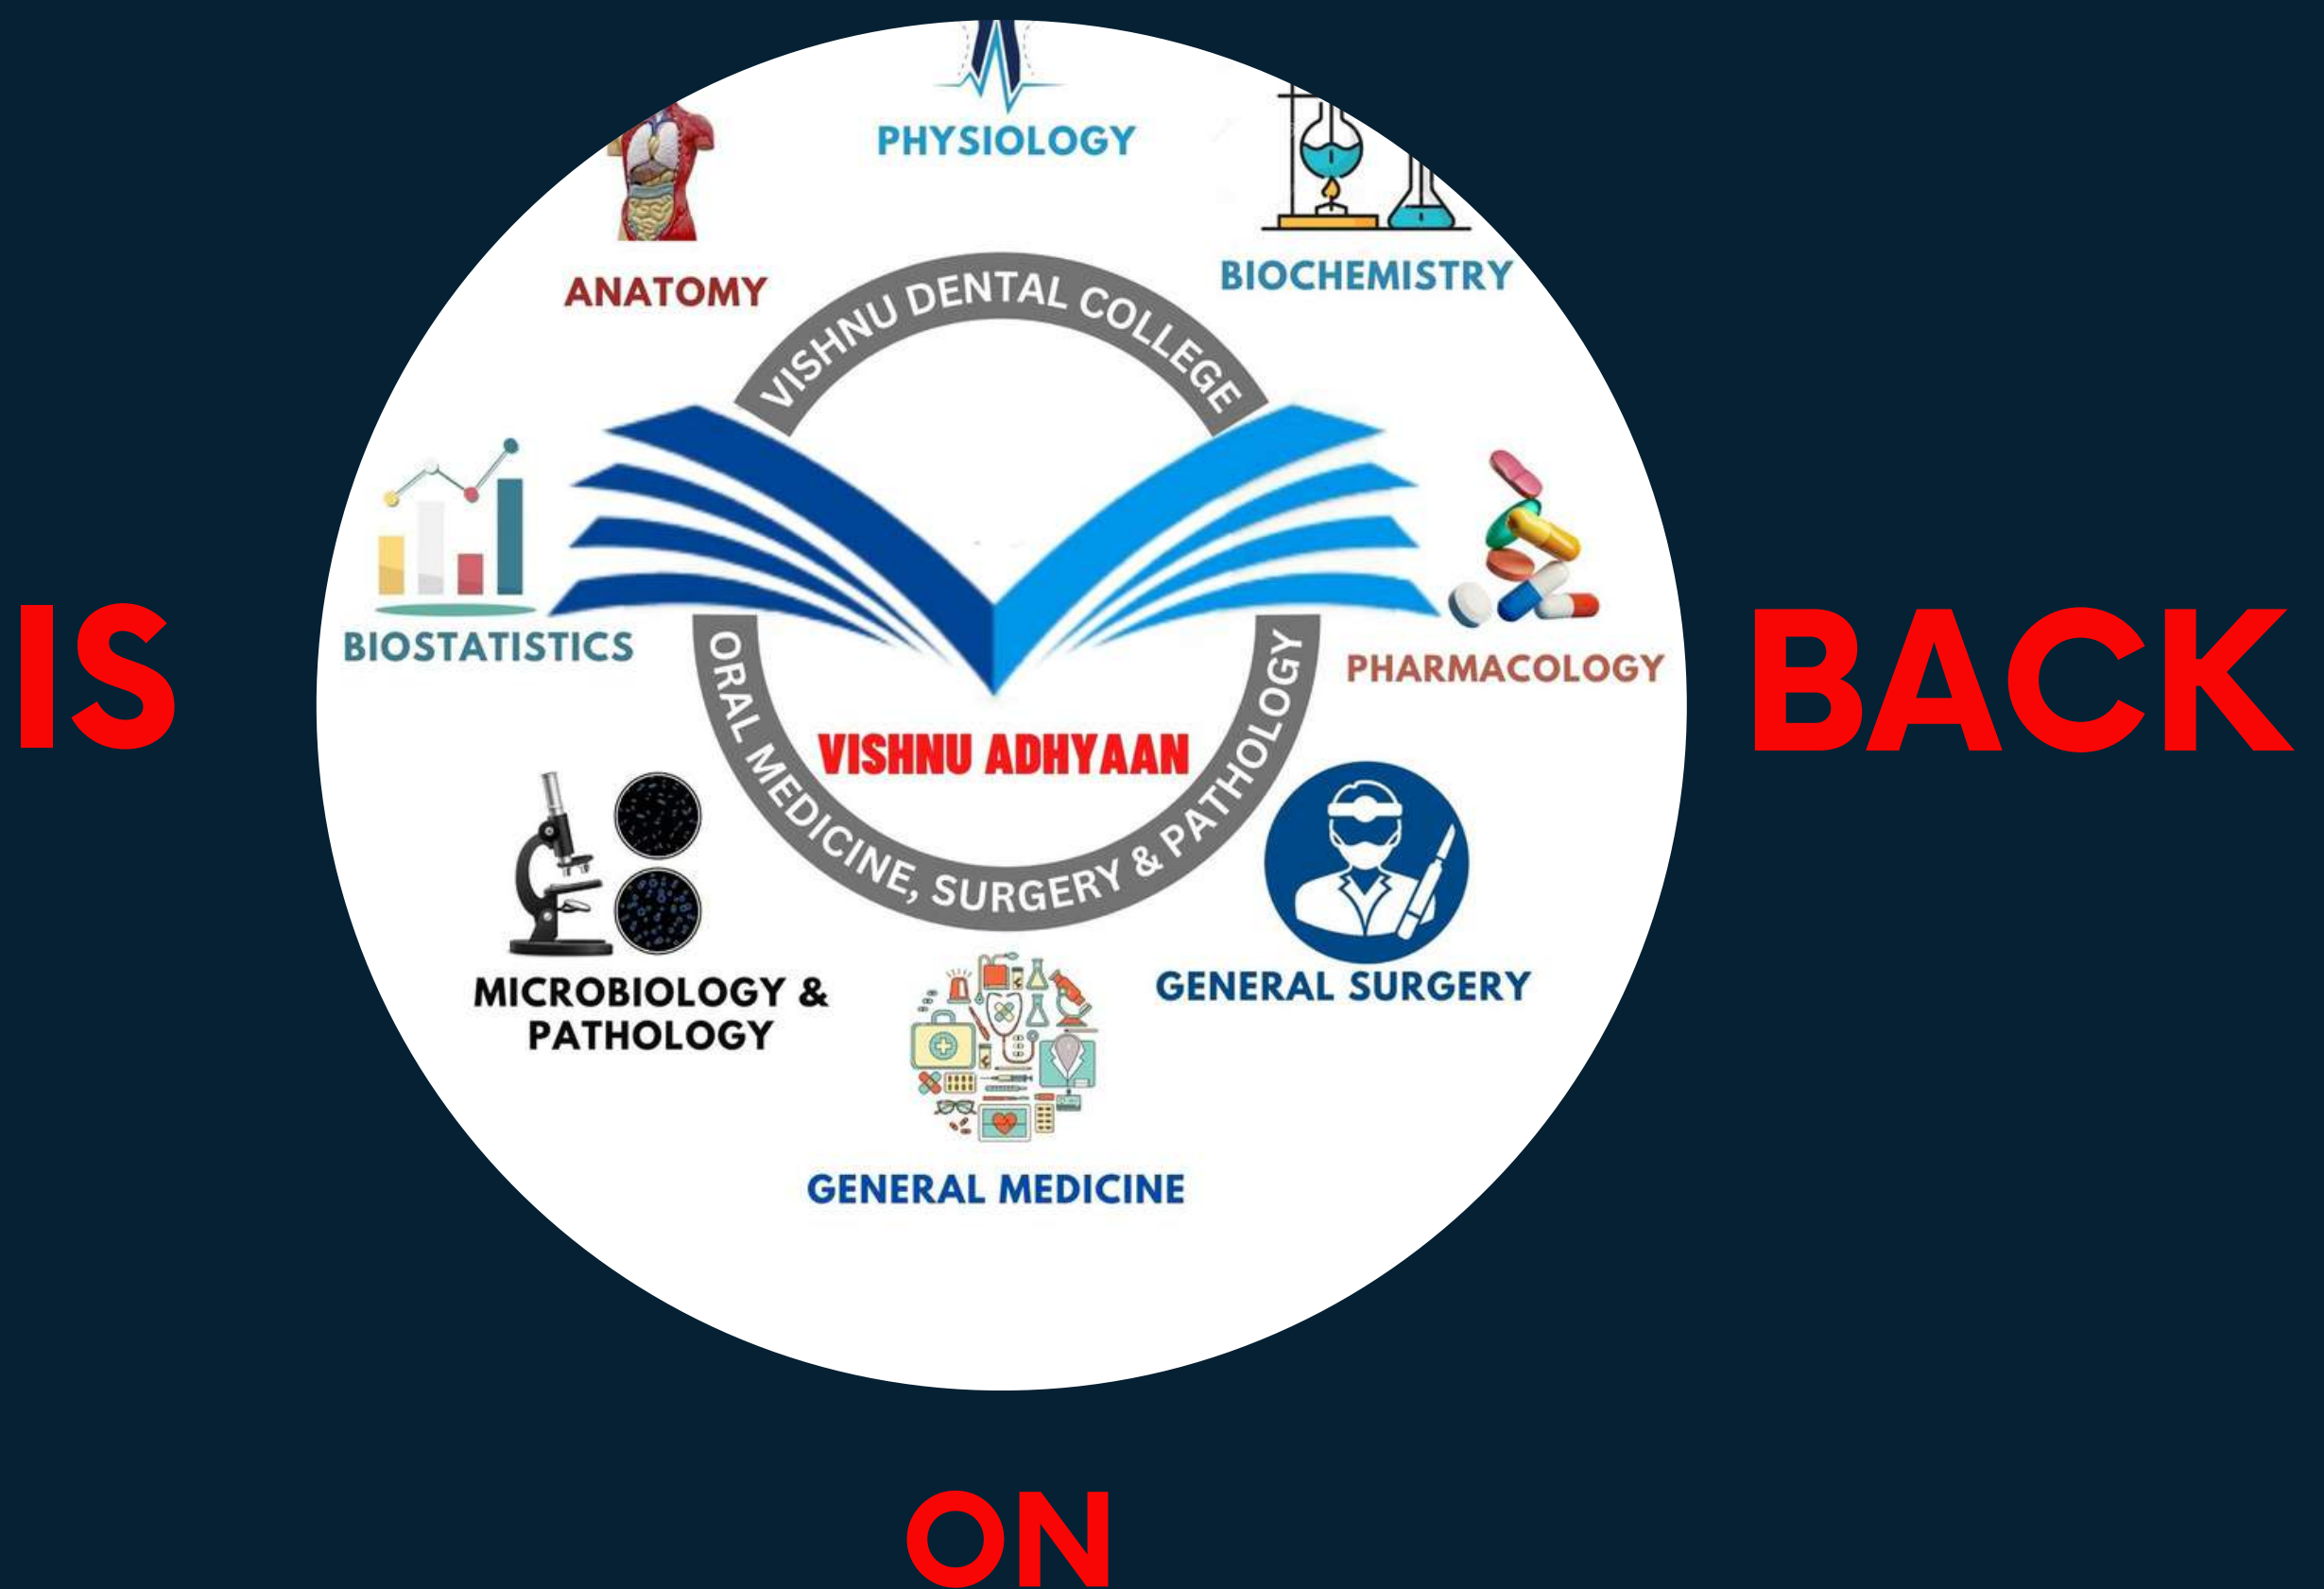 PHYSIOLOGY
ANATOMY
BIOCHEMISTRY
VISHNU DENTAL COLLEGE
BIOSTATISTICS
PHARMACOLOGY
IS
BACK
VISHNU ADHYAAN
ORAL MEDICINE, SURGERY & PATHOLOGY
MICROBIOLOGY &
PATHOLOGY
GENERAL SURGERY
GENERAL MEDICINE
ON